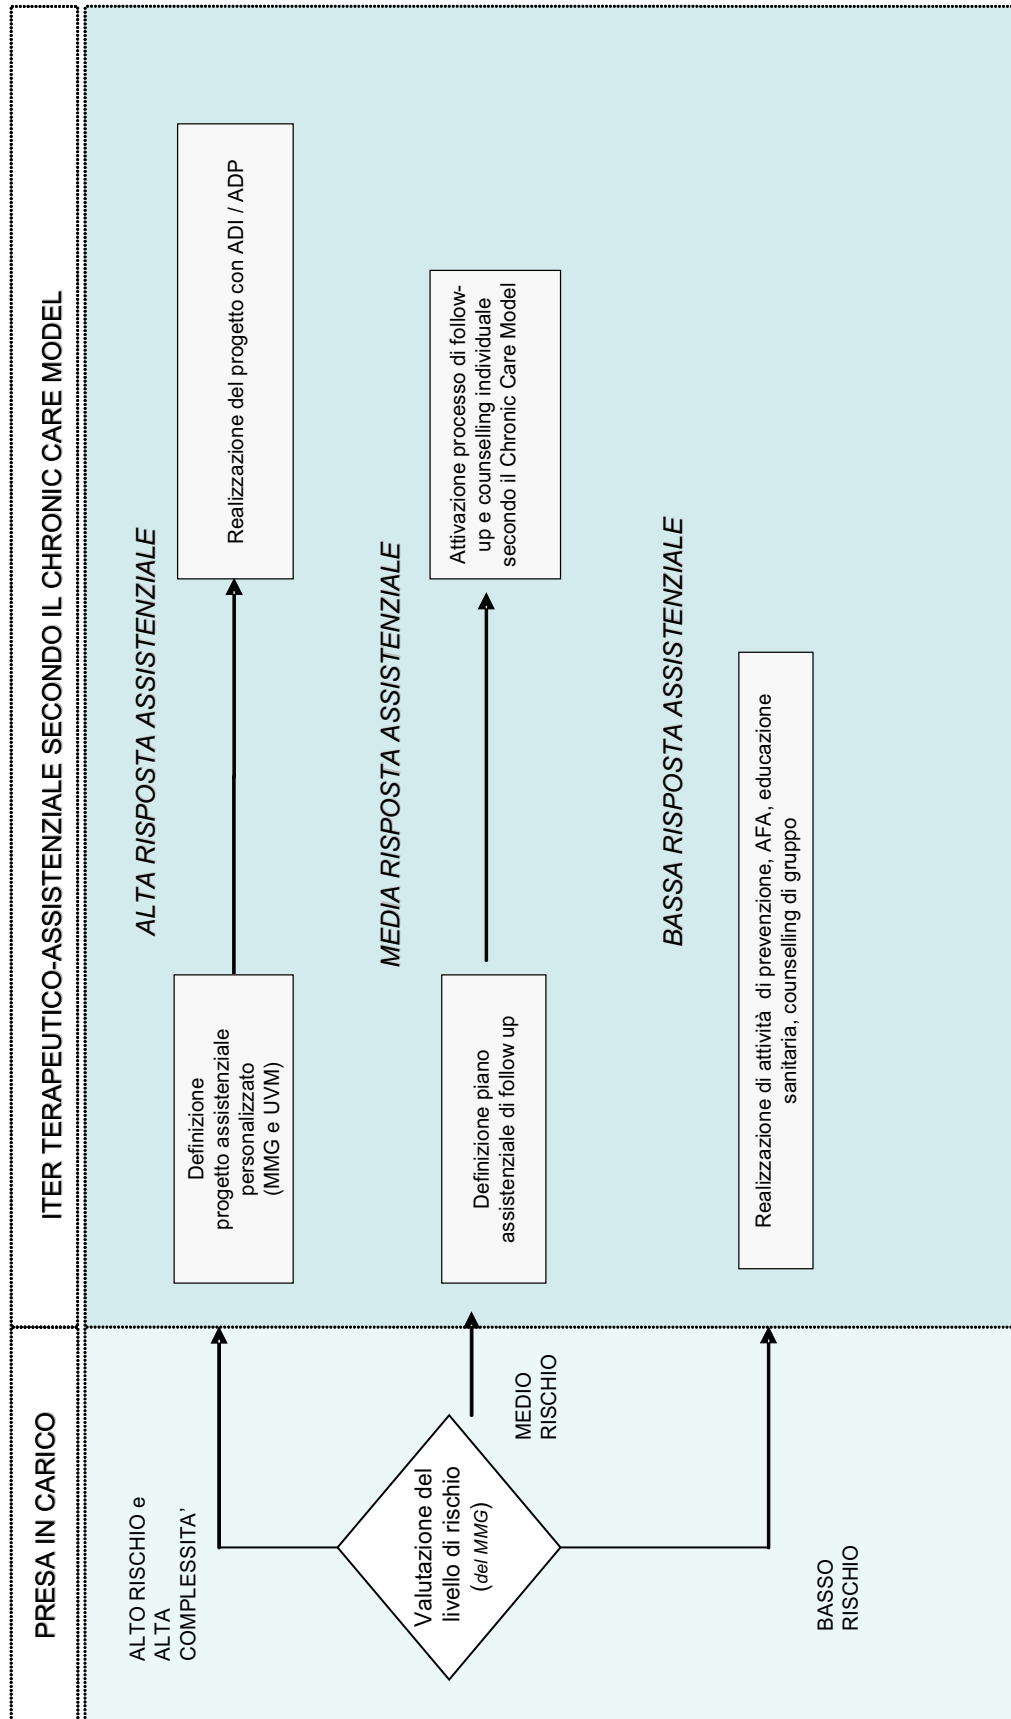 PRESA IN CARICO
ITER TERAPEUTICO-ASSISTENZIALE SECONDO IL CHRONIC CARE MODEL
ALTO RISCHIO e
ALTA
COMPLESSITA’
Valutazione del
livello di rischio
(del MMG)
MEDIO
RISCHIO
BASSO
RISCHIO
ALTA RISPOSTA ASSISTENZIALE
Definizione
progetto assistenziale
personalizzato
(MMG e UVM)
Realizzazione del progetto con ADI / ADP
MEDIA RISPOSTA ASSISTENZIALE
Definizione piano
assistenziale di follow up
Attivazione processo di follow-
up e counselling individuale
secondo il Chronic Care Model
BASSA RISPOSTA ASSISTENZIALE
Realizzazione di attività di prevenzione, AFA, educazione
sanitaria, counselling di gruppo